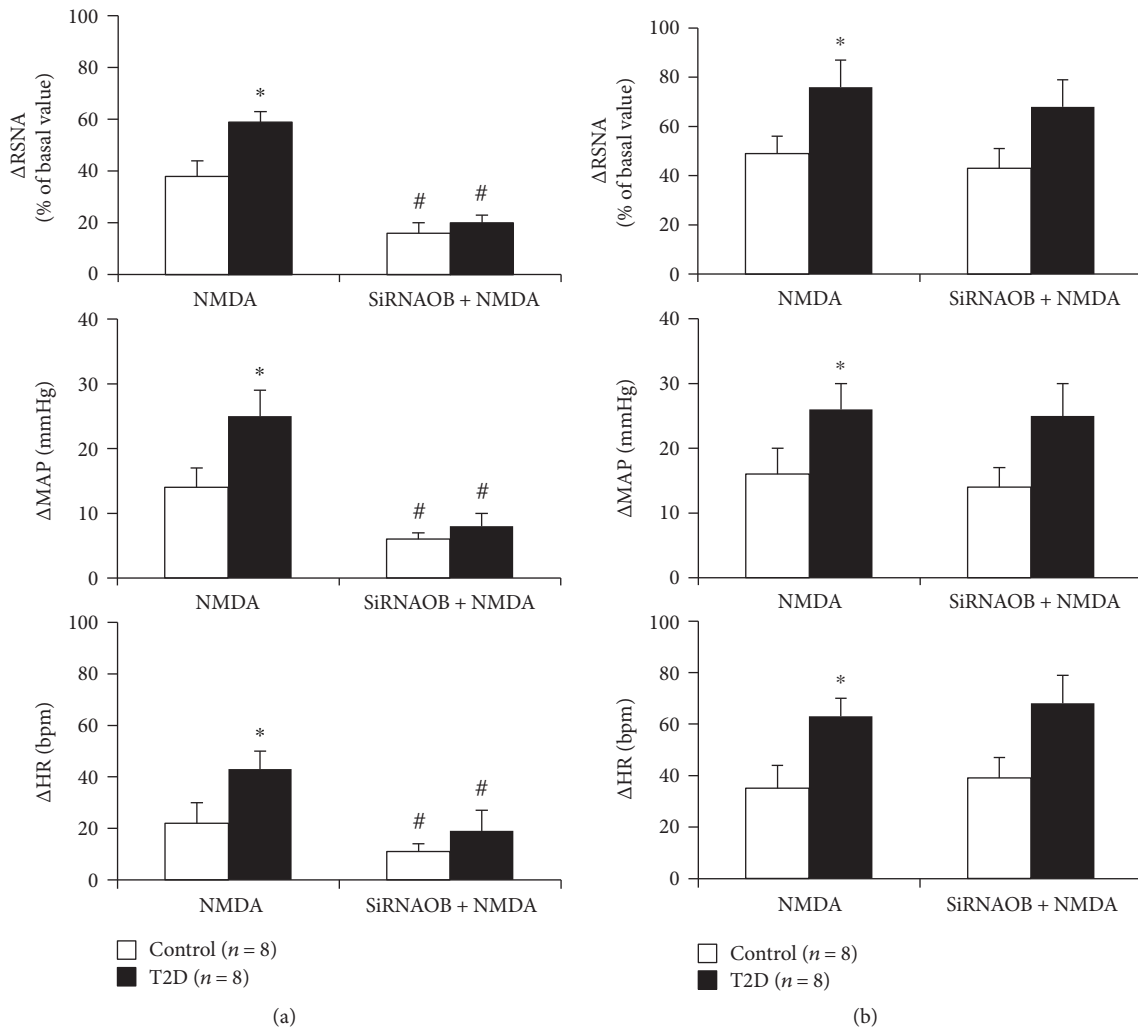 100
80
60
40
20
0
ΔRSNA
(% of basal value)
*
#
#
NMDA
SiRNAOB + NMDA
40
30
20
10
0
ΔMAP (mmHg)
*
#
#
NMDA
SiRNAOB + NMDA
100
80
60
40
20
0
ΔHR (bpm)
*
#
#
NMDA
SiRNAOB + NMDA
Control (n = 8)
T2D (n = 8)
(a)
100
80
60
40
20
0
ΔRSNA
(% of basal value)
*
NMDA
SiRNAOB + NMDA
40
30
20
10
0
ΔMAP (mmHg)
*
NMDA
SiRNAOB + NMDA
100
80
60
40
20
0
ΔHR (bpm)
*
NMDA
SiRNAOB + NMDA
Control (n = 8)
T2D (n = 8)
(b)